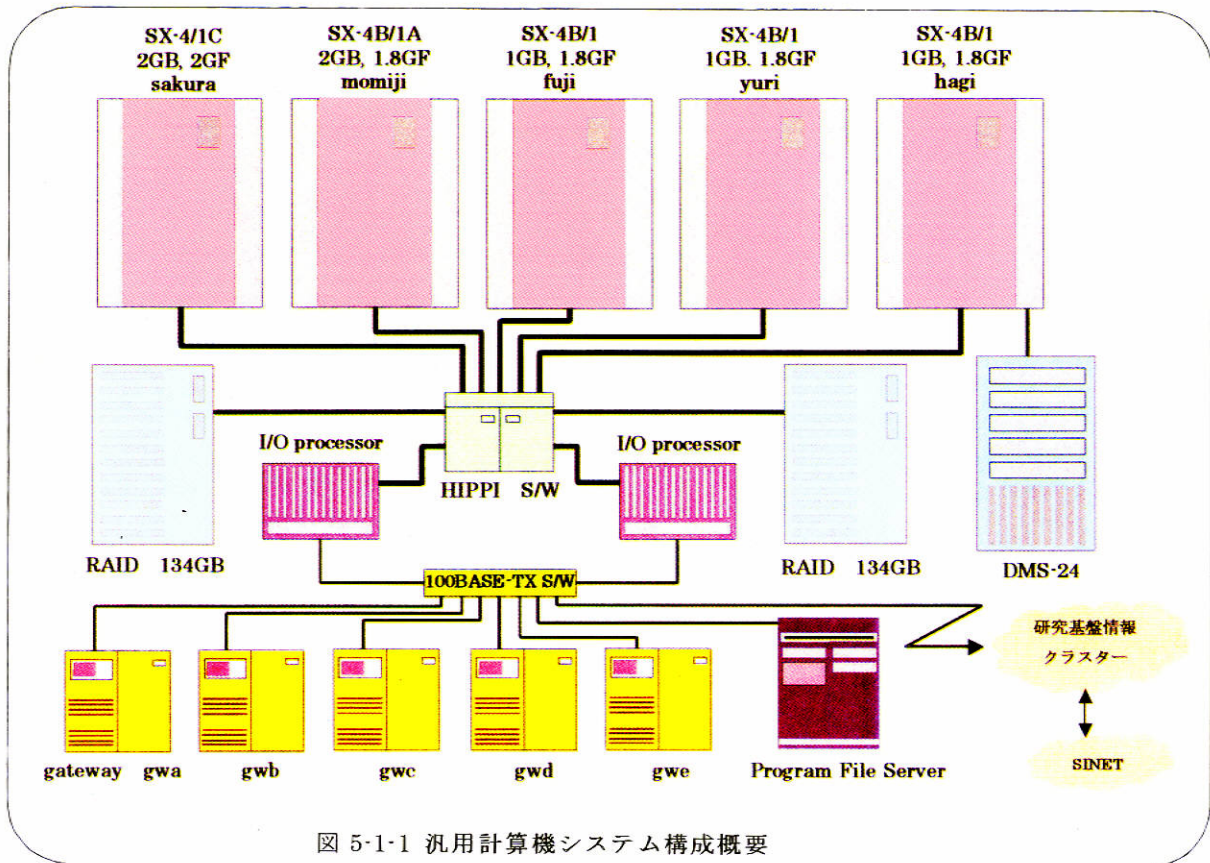 SX-4/1C
2GB, 2GF
sakura
SX-4B/1A
2GB, 1.8GF
momiji
SX-4B/1
1GB, 1.8GF
fuji
SX-4B/1
1GB. 1.8GF
yuri
SX-4B/1
1GB, 1.8GF
hagi
I/O processor
I/O processor
HIPPI S/W
RAID 134GB
RAID 134GB
DMS-24
100BASE-TX S/W
研究基盤情報
クラスター
SINET
gateway gwa
gwb
gwc
gwd
gwe
Program File Server
図 5-1-1 汎用計算機システム構成概要